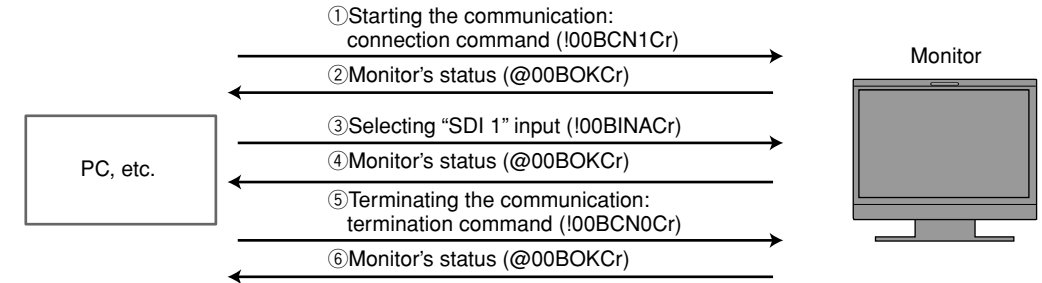 ①Starting the communication:
connection command (!00BCN1Cr)
Monitor
②Monitor's status (@00BOKCr)
③Selecting “SDI 1” input (!00BINACr)
PC, etc.
④Monitor's status (@00BOKCr)
⑤Terminating the communication:
termination command (!00BCN0Cr)
⑥Monitor's status (@00BOKCr)